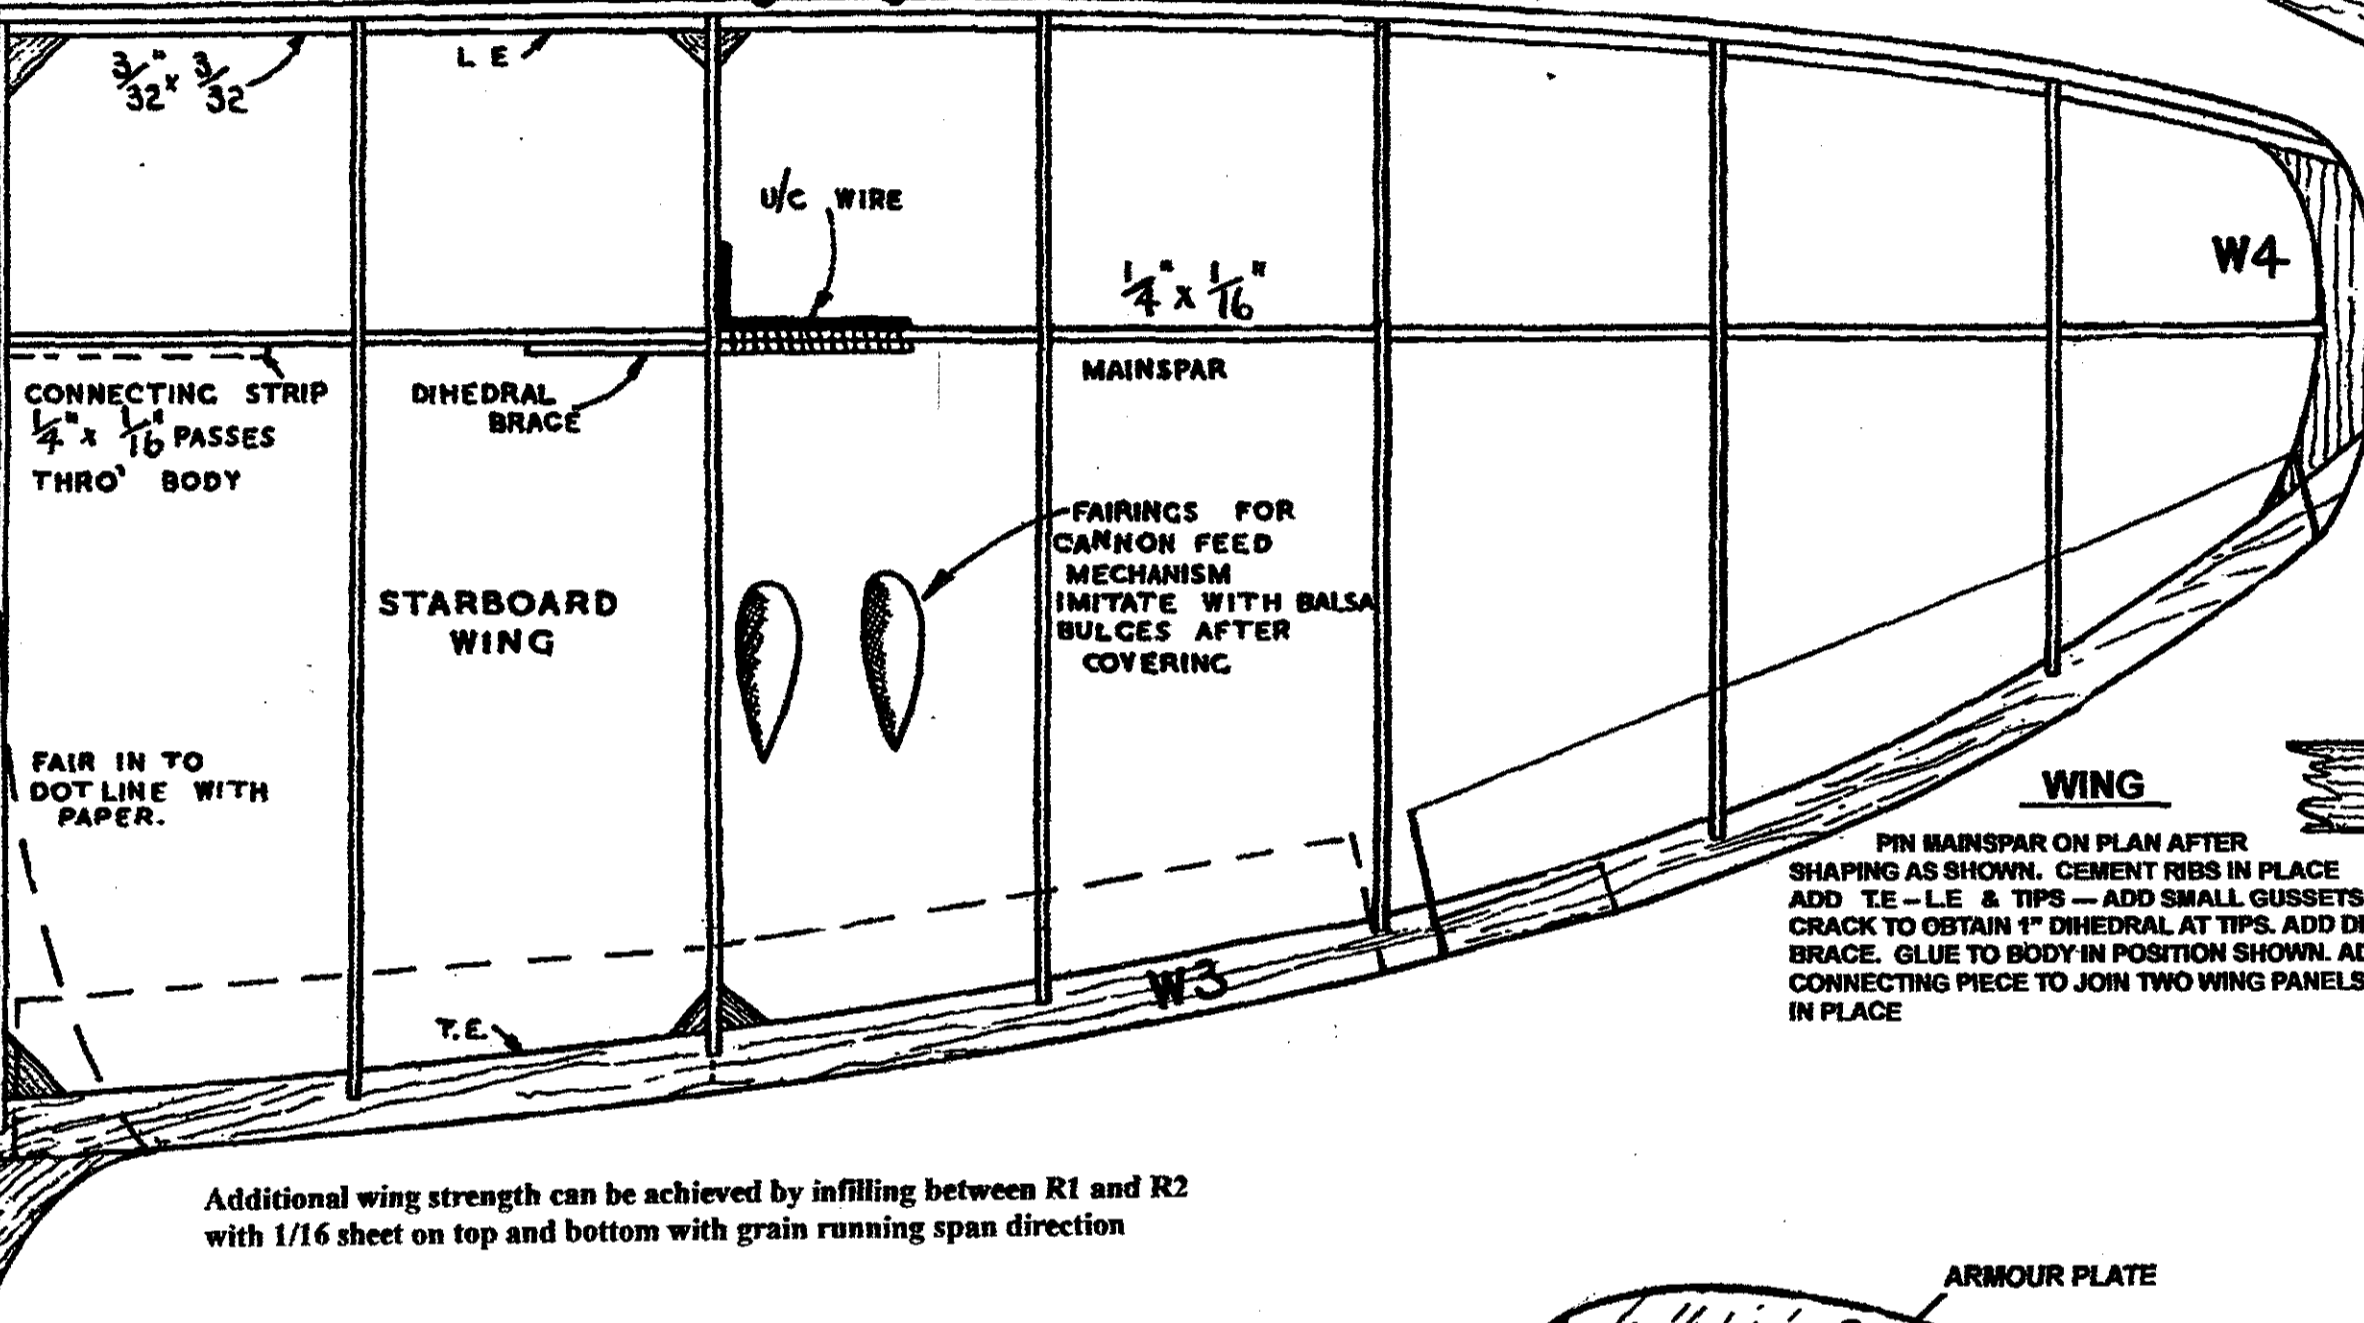 3/32" x 3/32
L E
U/C WIRE
1/4" x 1/16"
W4
CONNECTING STRIP
1/4" x 1/16" PASSES
THRO' BODY
DIHEDRAL
BRACE
MAINSPAR
FAIRINGS FOR
CANNON FEED
MECHANISM
IMITATE WITH BALSA
BULGES AFTER
COVERING
STARBOARD
WING
FAIR IN TO
DOT LINE WITH
PAPER.
T.E.
W3
WING
PIN MAINSPAR ON PLAN AFTER
SHAPING AS SHOWN. CEMENT RIBS IN PLACE
ADD T.E – L.E & TIPS — ADD SMALL GUSSETS
CRACK TO OBTAIN 1" DIHEDRAL AT TIPS. ADD DI
BRACE. GLUE TO BODY IN POSITION SHOWN. AD
CONNECTING PIECE TO JOIN TWO WING PANELS
IN PLACE
Additional wing strength can be achieved by infilling between R1 and R2
with 1/16 sheet on top and bottom with grain running span direction
ARMOUR PLATE